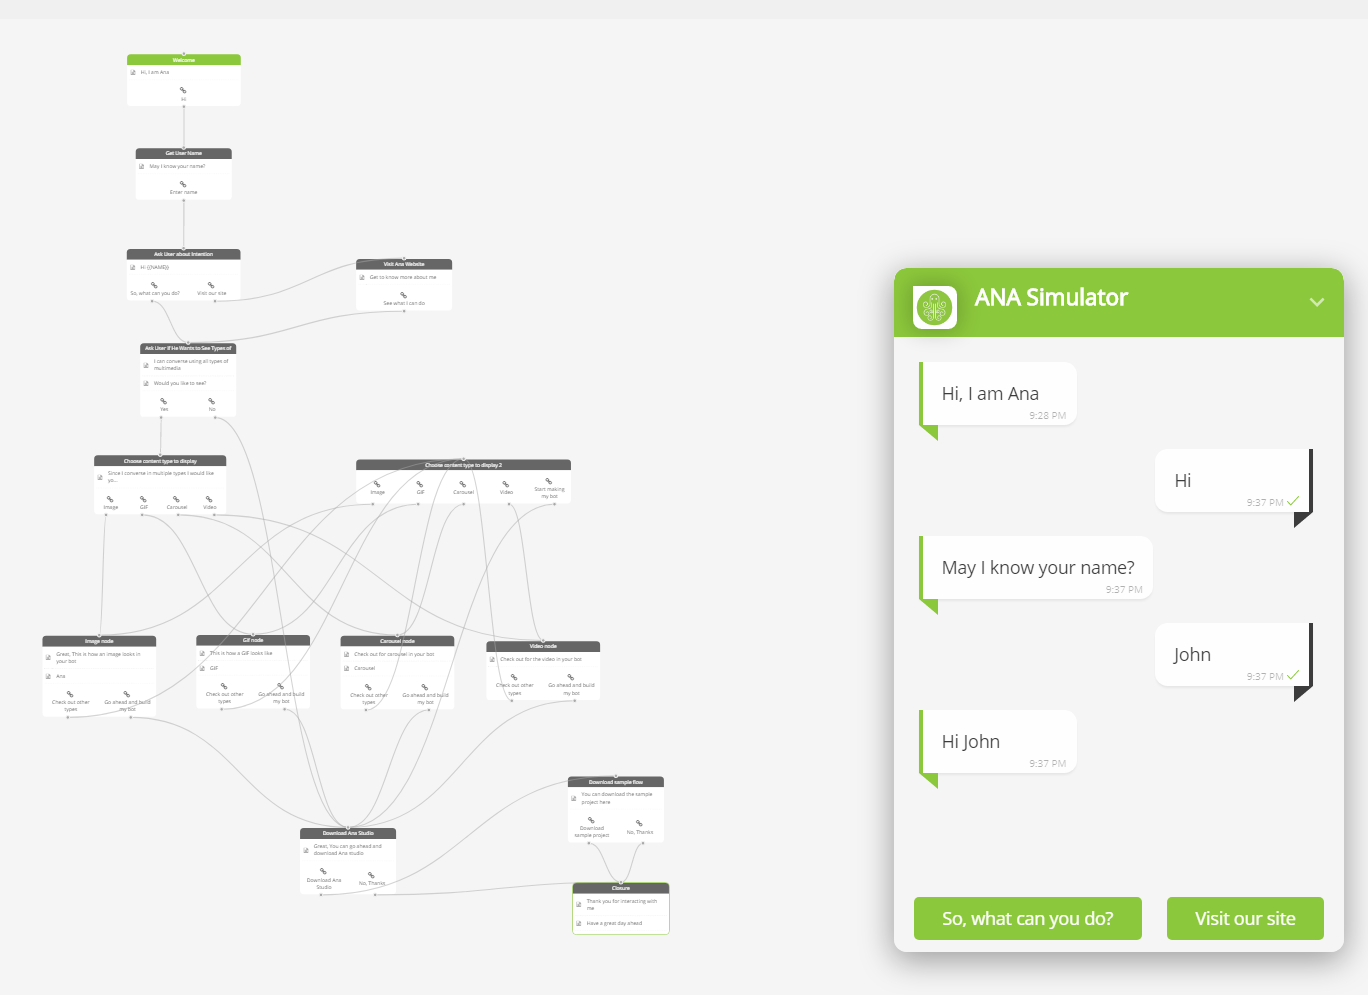 Welcome
Hi, I am Ana
Hi
Get User Name
May I know your name?
Enter name
Ask User about Intention
Hi {{NAME}}
So, what can you do?
Visit our site
Visit Ana Website
Get to know more about me
See what I can do
Ask User if He Wants to See Types of
I can converse using all types of
multimedia
Would you like to see?
Yes
No
Choose content type to display
Since I converse in multiple types I would like
yo...
Image
GIF
Carousel
Video
Choose content type to display 2
Image
GIF
Carousel
Video
Start making
my bot
Image node
Great, This is how an image looks in
your bot
Ana
Check out other
types
Go ahead and build
my bot
Gif node
This is how a GIF looks like
GIF
Check out other
types
Go ahead and build
my bot
Carousel node
Check out for carousel in your bot
Carousel
Check out other
types
Go ahead and build
my bot
Video node
Check out for the video in your bot
Check out other
types
Go ahead and build
my bot
Download Ana Studio
Great, You can go ahead and
download Ana studio
Download Ana
Studio
No, Thanks
Download sample flow
You can download the sample
project here
Download
sample project
No, Thanks
Closure
Thank you for interacting with
me
Have a great day ahead
ANA Simulator
Hi, I am Ana
9:28 PM
Hi
9:37 PM
May I know your name?
9:37 PM
John
9:37 PM
Hi John
9:37 PM
So, what can you do?
Visit our site